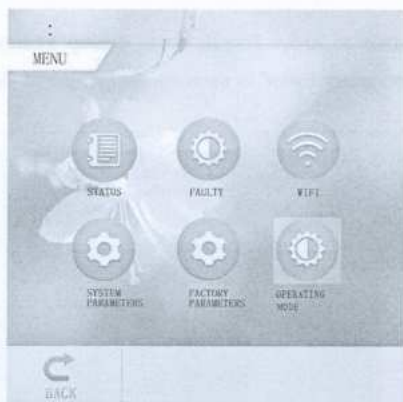 :
MENU
STATUS
FAULTY
WIFI
SYSTEM
PARAMETERS
FACTORY
PARAMETERS
OPERATING
MODE
BACK